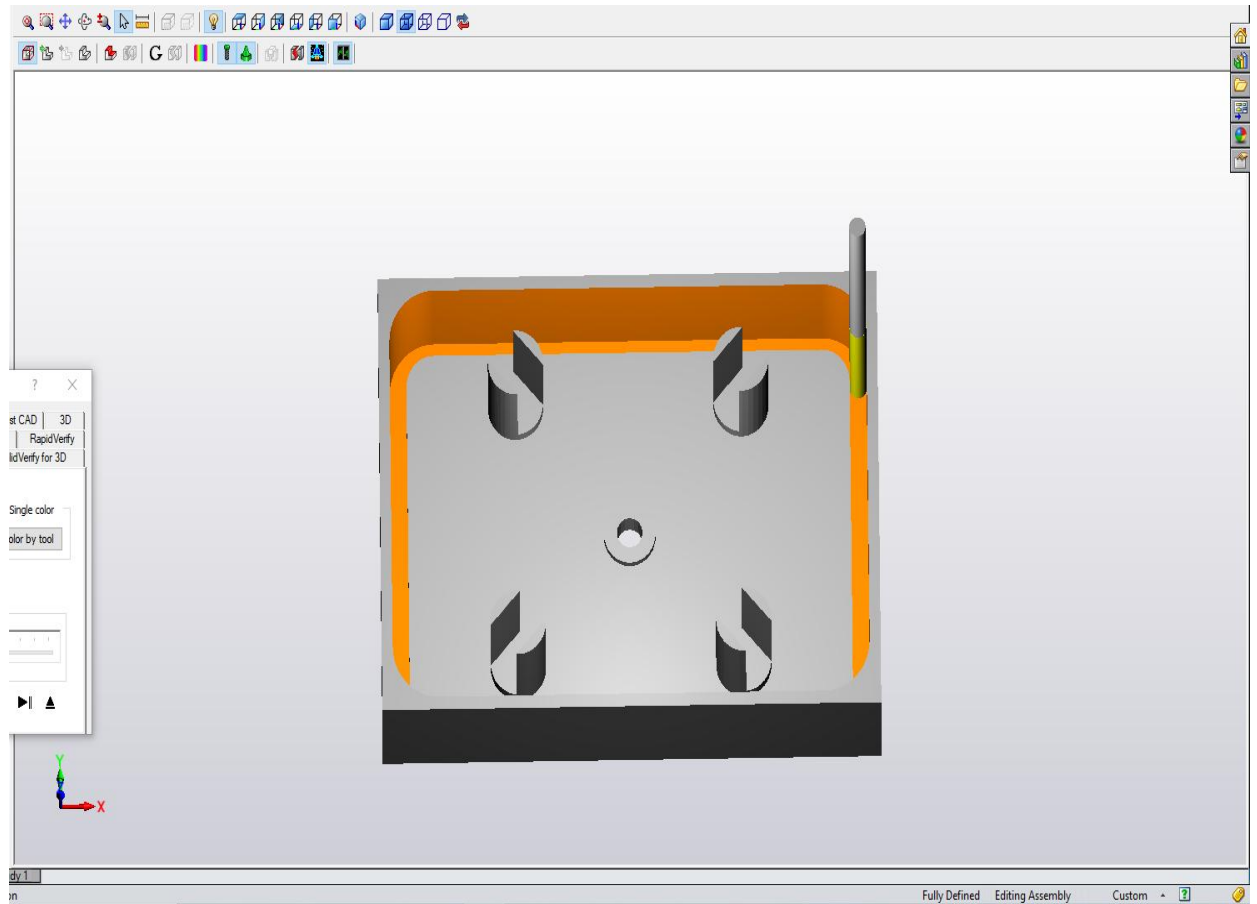 G
? X
st CAD 3D
RapidVerify
lidVerify for 3D
Single color
olor by tool
Y
X
dy 1
on
Fully Defined Editing Assembly Custom ?